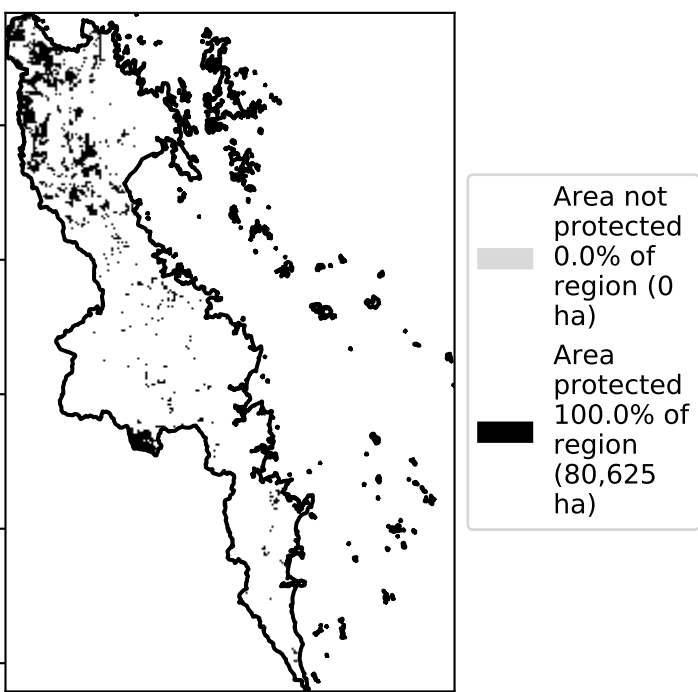 Area not
protected
0.0% of
region (0
ha)
Area
protected
100.0% of
region
(80,625
ha)